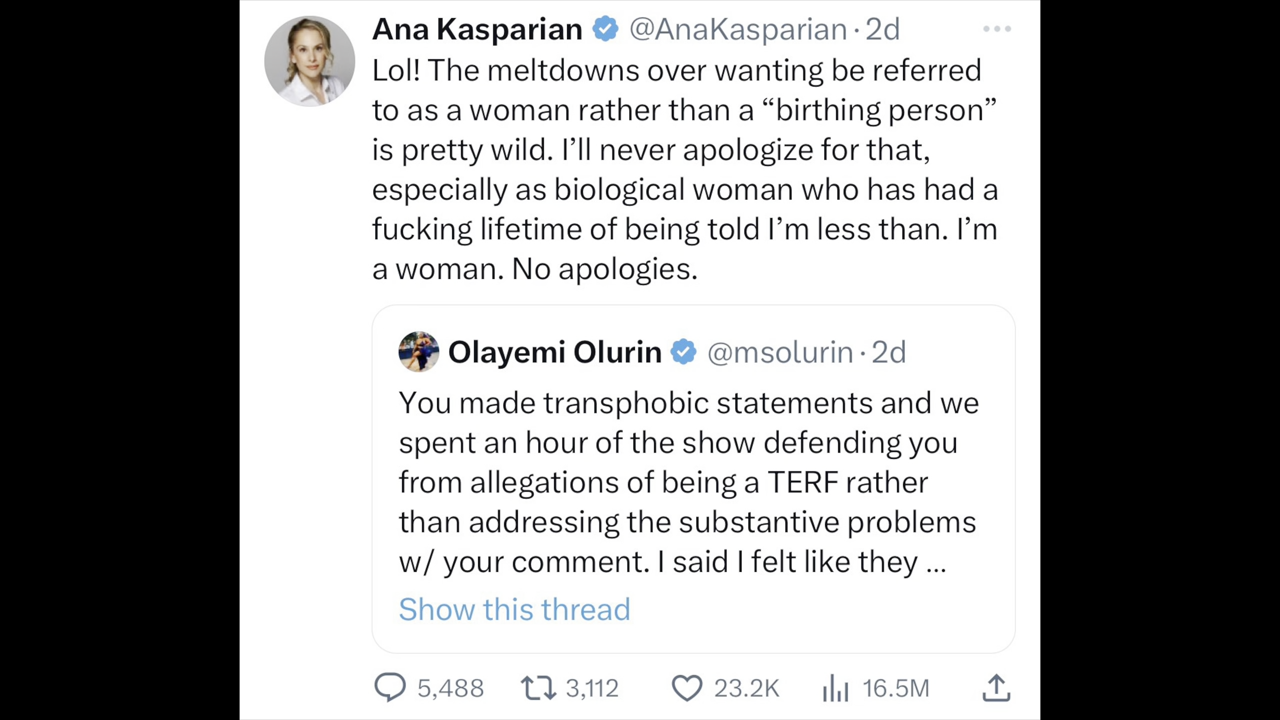 Ana Kasparian @AnaKasparian · 2d
Lol! The meltdowns over wanting be referred
to as a woman rather than a “birthing person”
is pretty wild. I’ll never apologize for that,
especially as biological woman who has had a
fucking lifetime of being told I’m less than. I’m
a woman. No apologies.
Olayemi Olurin @msolurin · 2d
You made transphobic statements and we
spent an hour of the show defending you
from allegations of being a TERF rather
than addressing the substantive problems
w/ your comment. I said I felt like they ...
Show this thread
5,488 3,112 23.2K 16.5M